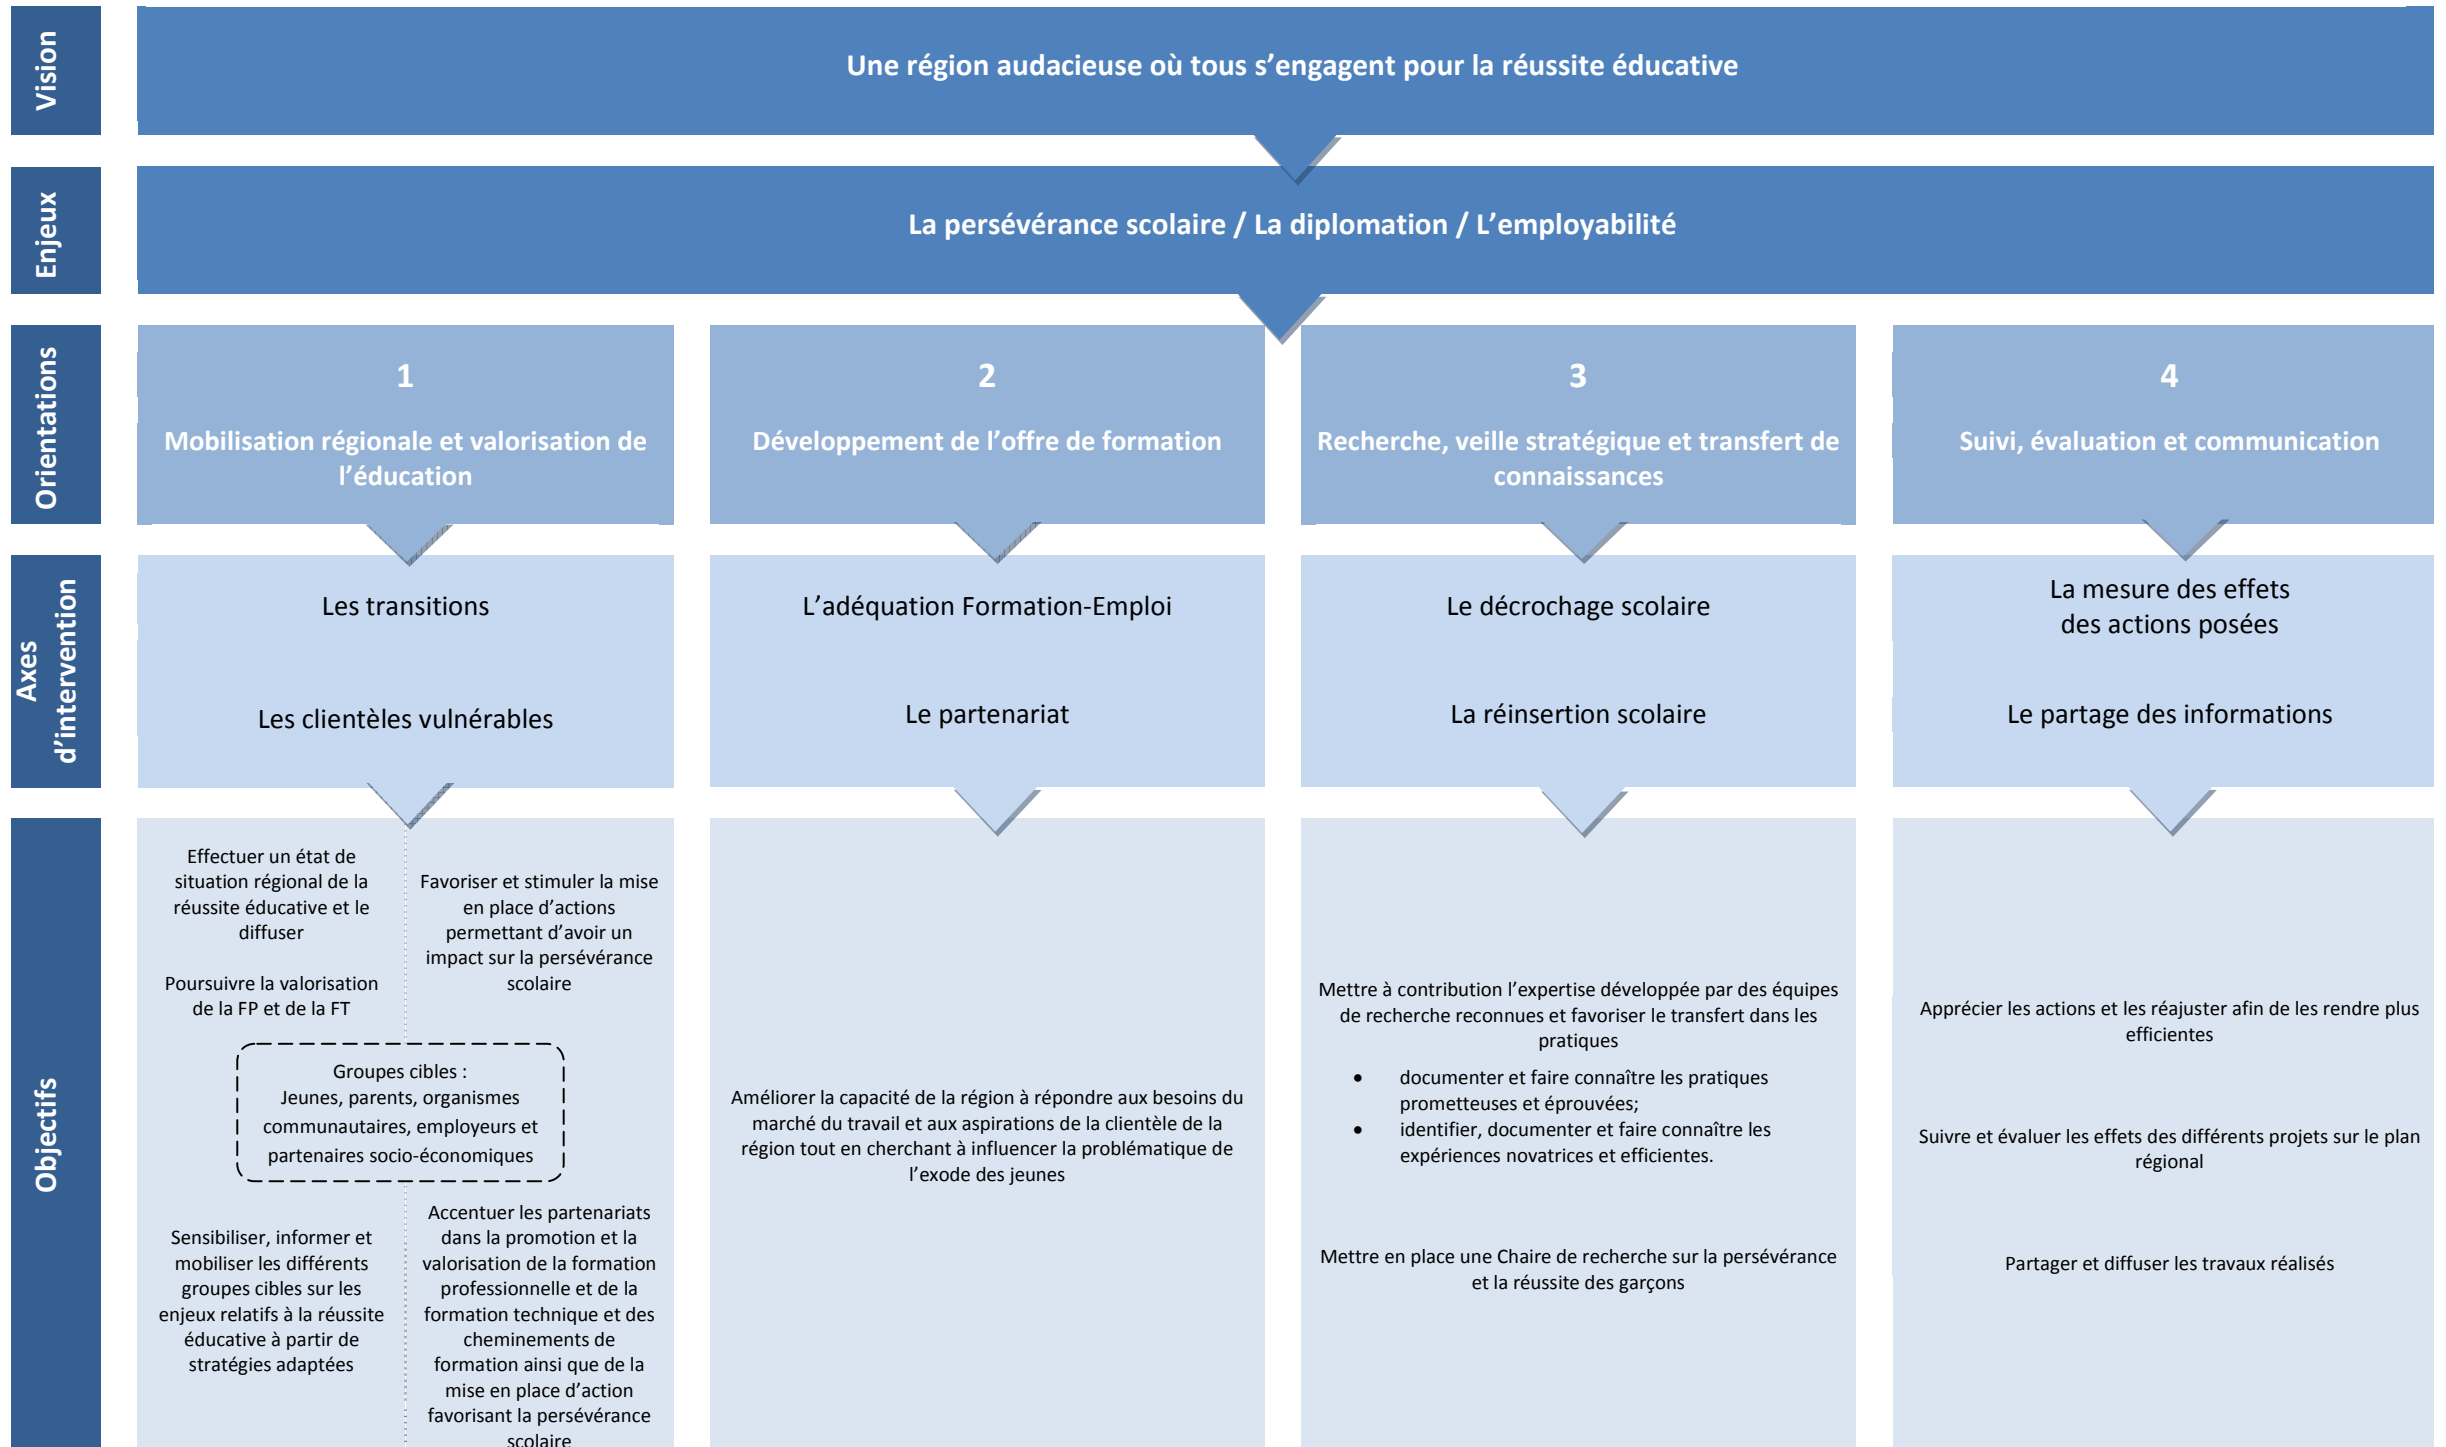 Vision
Une région audacieuse où tous s’engagent pour la réussite éducative
Enjeux
La persévérance scolaire / La diplomation / L’employabilité
Orientations
1
Mobilisation régionale et valorisation de
l’éducation
2
Développement de l’offre de formation
3
Recherche, veille stratégique et transfert de
connaissances
4
Suivi, évaluation et communication
Axes
d’intervention
Les transitions
Les clientèles vulnérables
L’adéquation Formation-Emploi
Le partenariat
Le décrochage scolaire
La réinsertion scolaire
La mesure des effets
des actions posées
Le partage des informations
Objectifs
Effectuer un état de
situation régional de la
réussite éducative et le
diffuser
Poursuivre la valorisation
de la FP et de la FT
Favoriser et stimuler la mise
en place d’actions
permettant d’avoir un
impact sur la persévérance
scolaire
Groupes cibles :
Jeunes, parents, organismes
communautaires, employeurs et
partenaires socio-économiques
Sensibiliser, informer et
mobiliser les différents
groupes cibles sur les
enjeux relatifs à la réussite
éducative à partir de
stratégies adaptées
Accentuer les partenariats
dans la promotion et la
valorisation de la formation
professionnelle et de la
formation technique et des
cheminements de
formation ainsi que de la
mise en place d’action
favorisant la persévérance
scolaire
Améliorer la capacité de la région à répondre aux besoins du
marché du travail et aux aspirations de la clientèle de la
région tout en cherchant à influencer la problématique de
l’exode des jeunes
Mettre à contribution l’expertise développée par des équipes
de recherche reconnues et favoriser le transfert dans les
pratiques
• documenter et faire connaître les pratiques
prometteuses et éprouvées;
• identifier, documenter et faire connaître les
expériences novatrices et efficientes.
Mettre en place une Chaire de recherche sur la persévérance
et la réussite des garçons
Apprécier les actions et les réajuster afin de les rendre plus
efficientes
Suivre et évaluer les effets des différents projets sur le plan
régional
Partager et diffuser les travaux réalisés